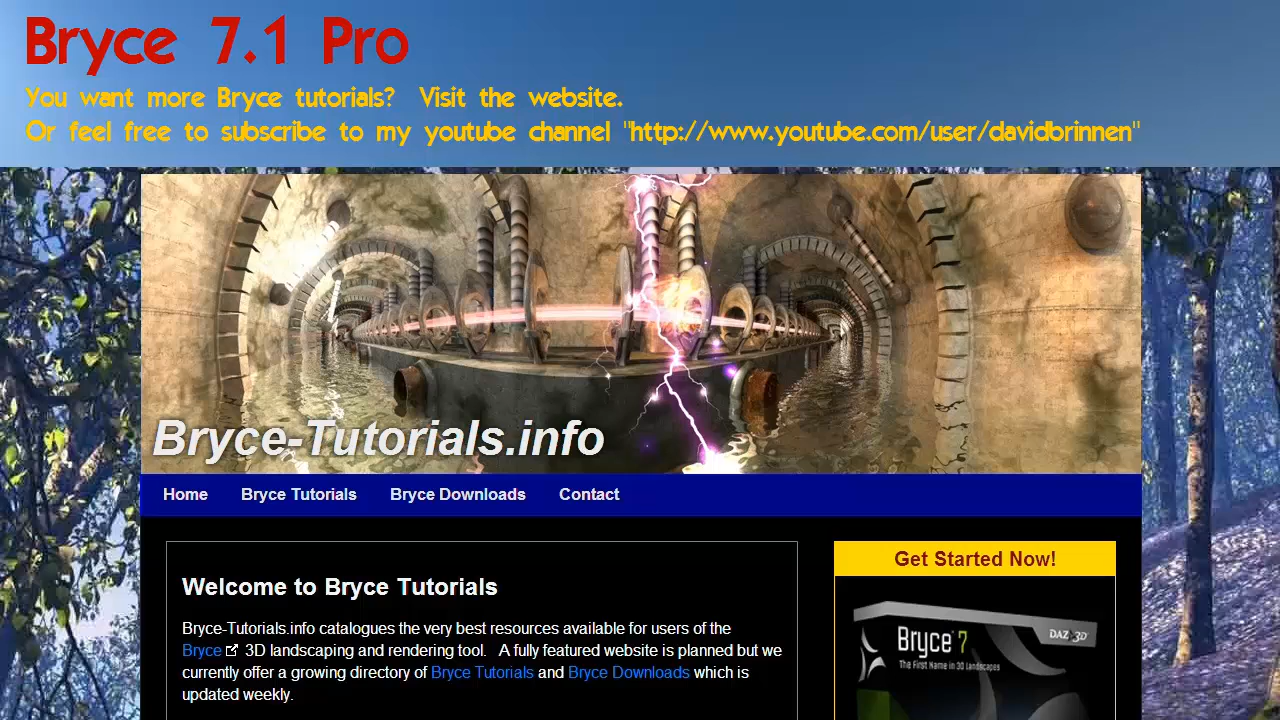 Bryce 7.1 Pro
You want more Bryce tutorials? Visit the website.
Or feel free to subscribe to my youtube channel "http://www.youtube.com/user/davidbrinnen"
Bryce-Tutorials.info
Home Bryce Tutorials Bryce Downloads Contact
Welcome to Bryce Tutorials
Bryce-Tutorials.info catalogues the very best resources available for users of the
Bryce 3D landscaping and rendering tool. A fully featured website is planned but we
currently offer a growing directory of Bryce Tutorials and Bryce Downloads which is
updated weekly.
Get Started Now!
DAZ 3D
Bryce 7
The First Name in 3D Landscapes